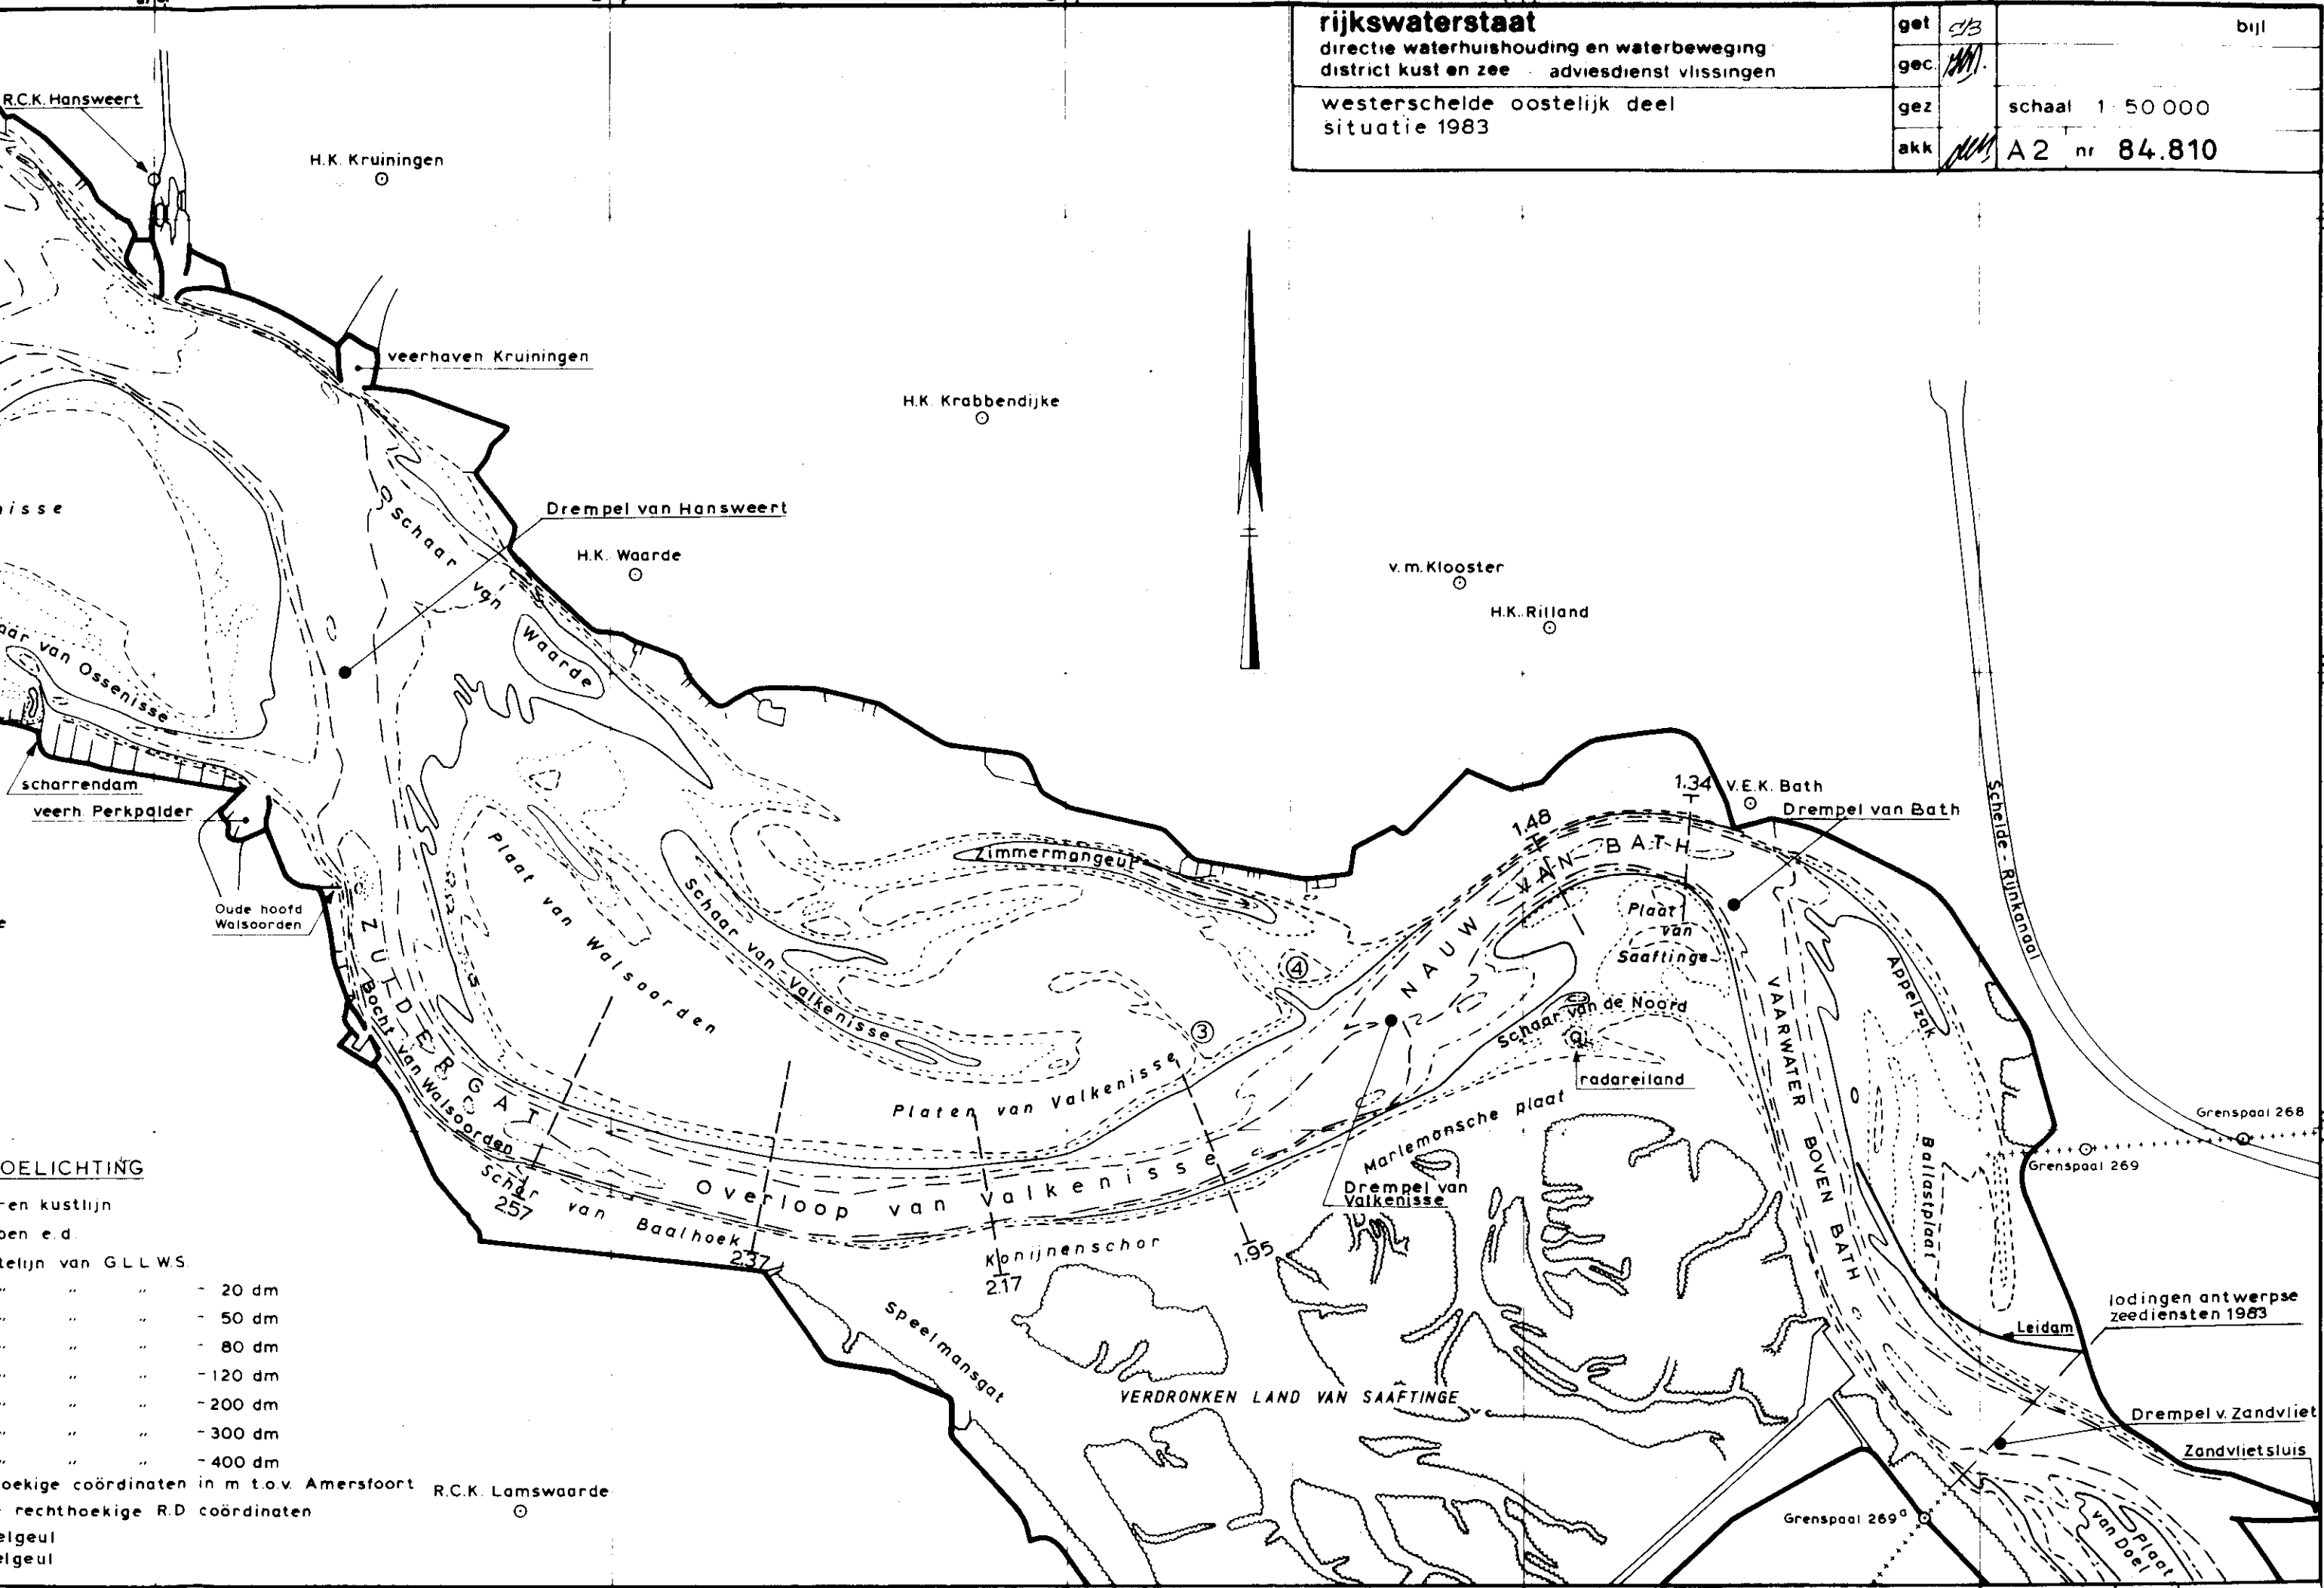 rijkswaterstaat
directie waterhuishouding en waterbeweging
district kust en zee - adviesdienst vlissingen
westerschelde oostelijk deel
situatie 1983
get
bijl
gec.
gez
schaal 1 50 000
akk
A2 nr 84.810
R.C.K. Hansweert
H.K. Kruiningen
veerhaven Kruiningen
H.K. Krabbendijke
Drempel van Hansweert
H.K. Waarde
v.m. Klooster
H.K. Rilland
Schaar van Waarde
van Ossenisse
scharrendam
veerh. Perkpolder
Oude hoofd
Walsoorden
ZUIDERGAT
Bocht van Walsoorden
Plaat van Walsoorden
Schaar van Valkenisse
Zimmermangeul
1.48
1.34
V.E.K. Bath
Drempel van Bath
NAUW VAN BATH
Plaat
van
Saaftinge
4
3
Schaar van de Noord
radareiland
Platen van Valkenisse
Overloop van Valkenisse
Marlemonsche plaat
Drempel van
Valkenisse
VAARWATER BOVEN BATH
Appelzak
Ballastplaat
Schelde-Rijnkanaal
Grenspaal 268
Grenspaal 269
Schor van Baalhoek
257
2.37
Konijnenschor
2.17
1.95
Speelmansgat
VERDRONKEN LAND VAN SAAFTINGE
lodingen antwerpse
zeediensten 1983
Leidam
Drempel v. Zandvliet
Zandvlietsluis
Grenspaal 269a
Plaat
van Doel
OELICHTING
en kustlijn
e.d.
telijn van G.L.L.W.S.
" " " - 20 dm
" " " - 50 dm
" " " - 80 dm
" " " - 120 dm
" " " - 200 dm
" " " - 300 dm
" " " - 400 dm
oekige coördinaten in m t.o.v. Amersfoort
rechthoekige R.D coördinaten
elgeul
elgeul
R.C.K. Lamswaarde